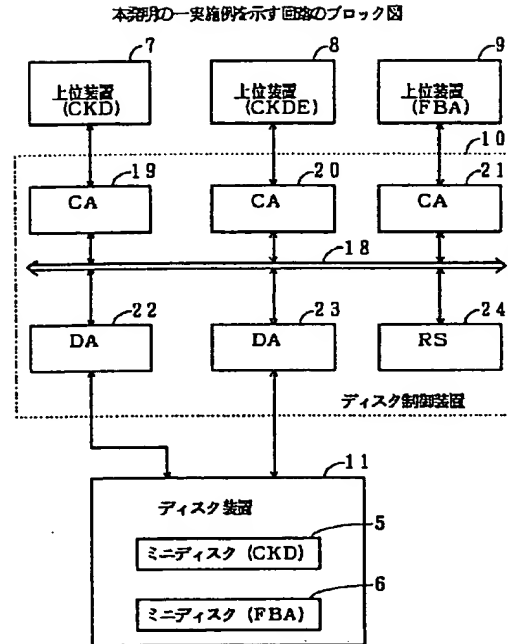 本発明の一実施例を示す回路のブロック図
7
8
9
上位装置
(CKD)
上位装置
(CKDE)
上位装置
(FBA)
10
19
20
21
CA
CA
CA
18
22
23
24
DA
DA
RS
ディスク制御装置
11
ディスク装置
5
ミニディスク (CKD)
6
ミニディスク (FBA)